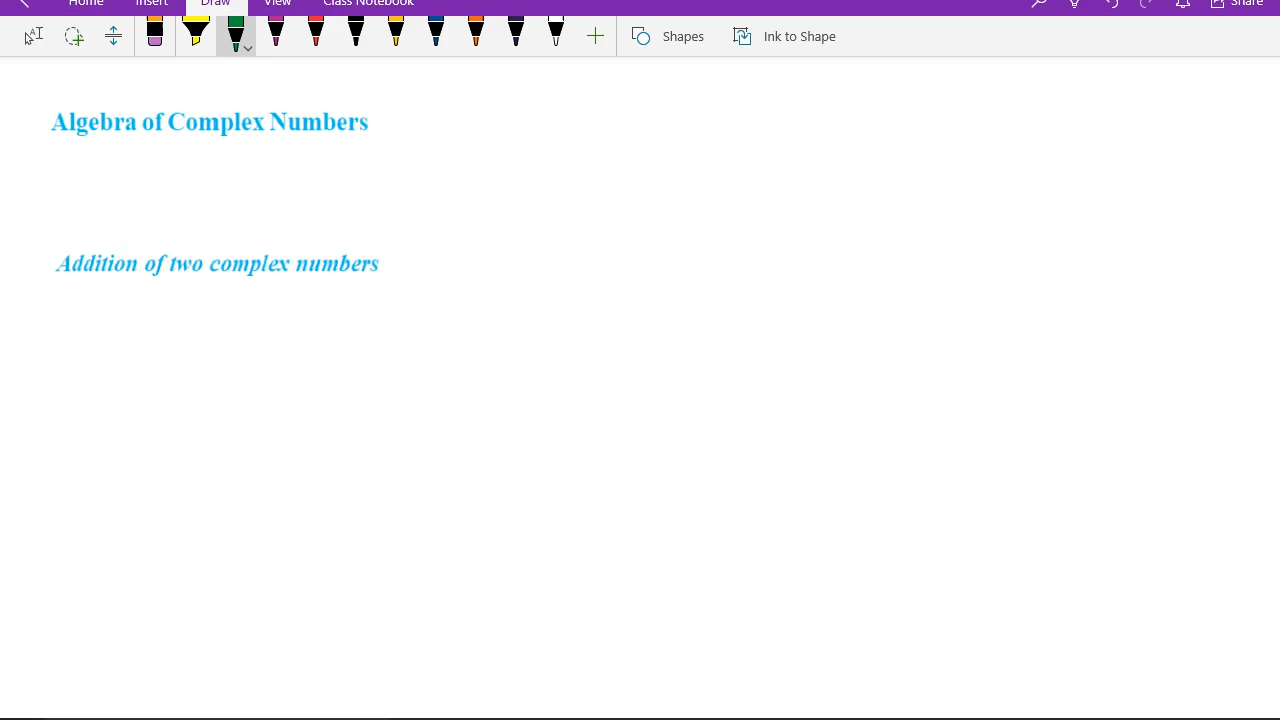 Home Insert Draw View Class Notebook Share
Shapes Ink to Shape
Algebra of Complex Numbers
Addition of two complex numbers